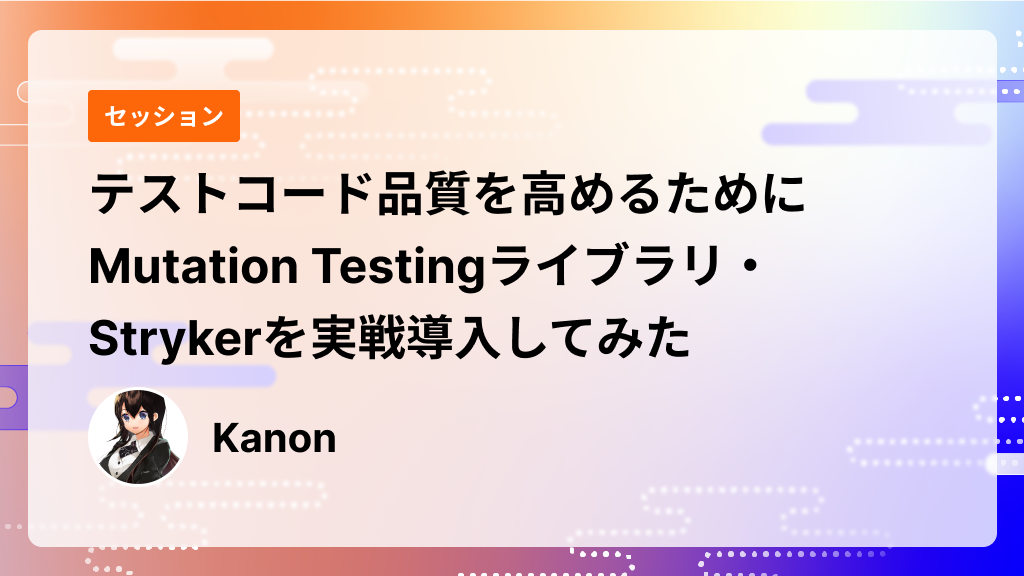 セッション
テストコード品質を高めるために
Mutation Testingライブラリ・
Strykerを実戦導入してみた
Kanon